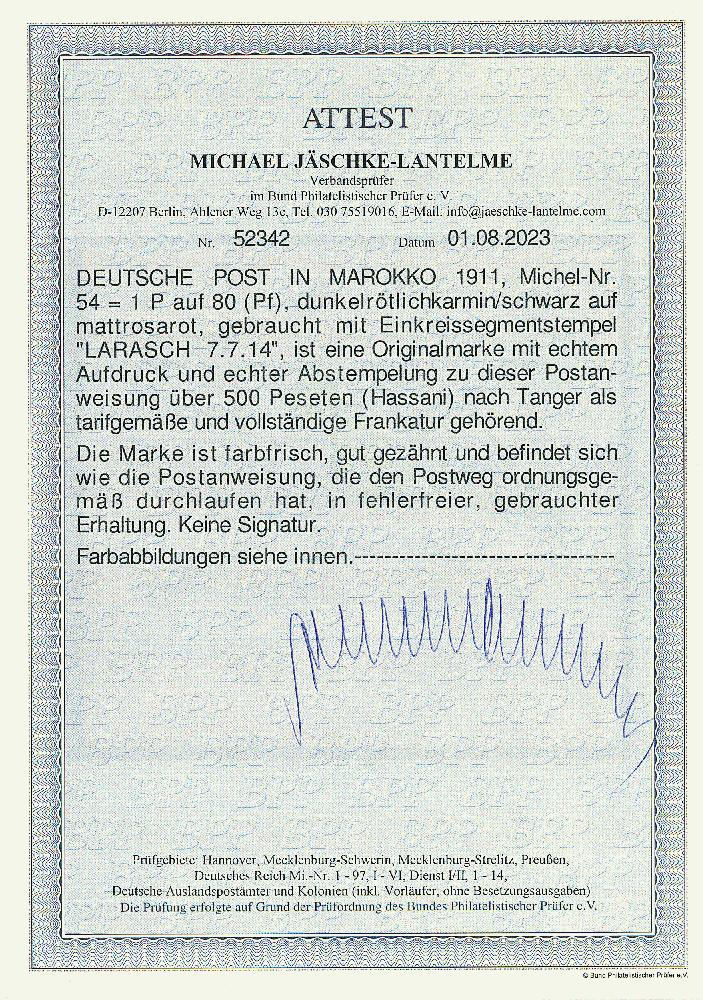 ATTEST
MICHAEL JÄSCHKE-LANTELME
Verbandsprüfer
im Bund Philatelistischer Prüfer e. V.
D-12207 Berlin, Ahlener Weg 13c, Tel. 030 75519016, E-Mail: info@jaeschke-lantelme.com
Nr. 52342 Datum 01.08.2023
DEUTSCHE POST IN MAROKKO 1911, Michel-Nr.
54 = 1 P auf 80 (Pf), dunkelrötlichkarmin/schwarz auf
mattrosarot, gebraucht mit Einkreissegmentstempel
"LARASCH 7.7.14", ist eine Originalmarke mit echtem
Aufdruck und echter Abstempelung zu dieser Postan-
weisung über 500 Peseten (Hassani) nach Tanger als
tarifgemäße und vollständige Frankatur gehörend.
Die Marke ist farbfrisch, gut gezähnt und befindet sich
wie die Postanweisung, die den Postweg ordnungsge-
mäß durchlaufen hat, in fehlerfreier, gebrauchter
Erhaltung. Keine Signatur.
Farbabbildungen siehe innen.-----------------------------------
Prüfgebiete: Hannover, Mecklenburg-Schwerin, Mecklenburg-Strelitz, Preußen,
Deutsches Reich Mi.-Nr. 1 - 97, I - VI, Dienst I/II, 1 - 14,
Deutsche Auslandspostämter und Kolonien (inkl. Vorläufer, ohne Besetzungsausgaben)
Die Prüfung erfolgte auf Grund der Prüfordnung des Bundes Philatelistischer Prüfer e.V.
© Bund Philatelistischer Prüfer e.V.